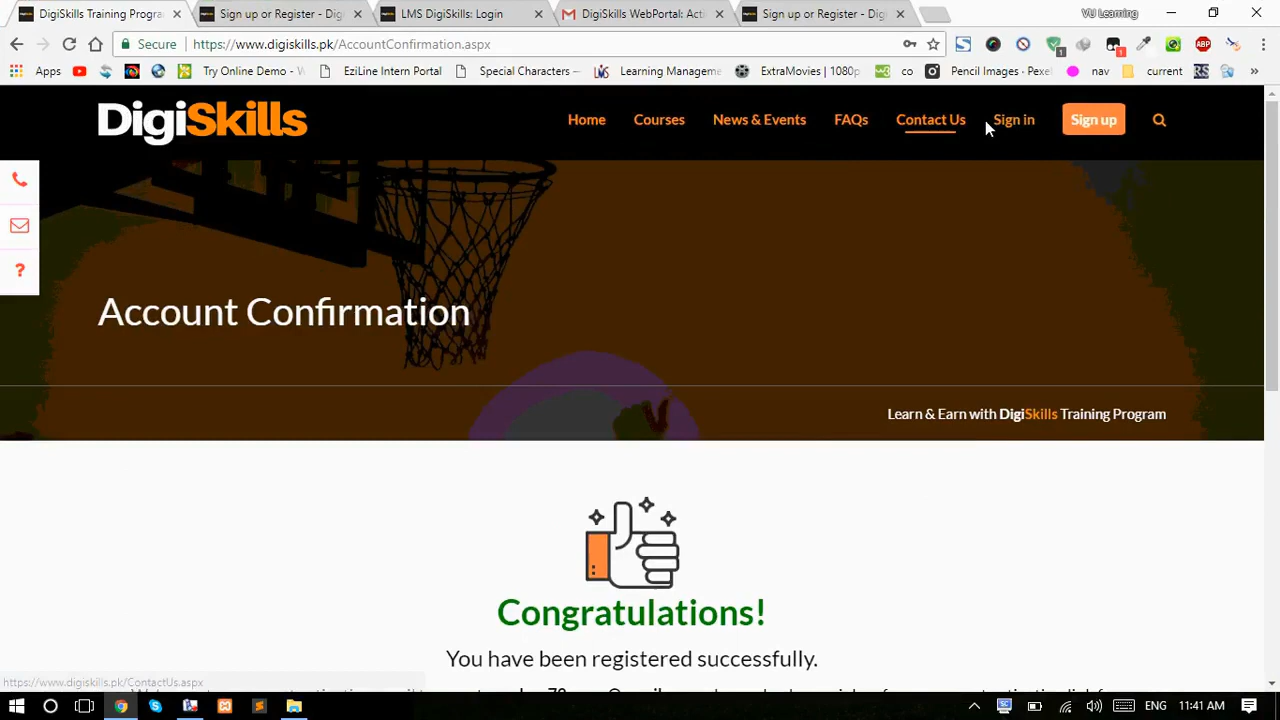 DigiSkills Training Progra
Sign up or Register - Dig
LMS DigiSkills: Login
DigiSkills WebPortal: Act
Sign up or Register - Dig
VU Learning
Secure
https://www.digiskills.pk/AccountConfirmation.aspx
Apps
Try Online Demo - W
EziLine Intern Portal
Special Characters -
Learning Manageme
ExtraMovies | 1080p
co
Pencil Images · Pexel
nav
current
DigiSkills
Home
Courses
News & Events
FAQs
Contact Us
Sign in
Sign up
Account Confirmation
Learn & Earn with DigiSkills Training Program
Congratulations!
You have been registered successfully.
https://www.digiskills.pk/ContactUs.aspx
ENG
11:41 AM